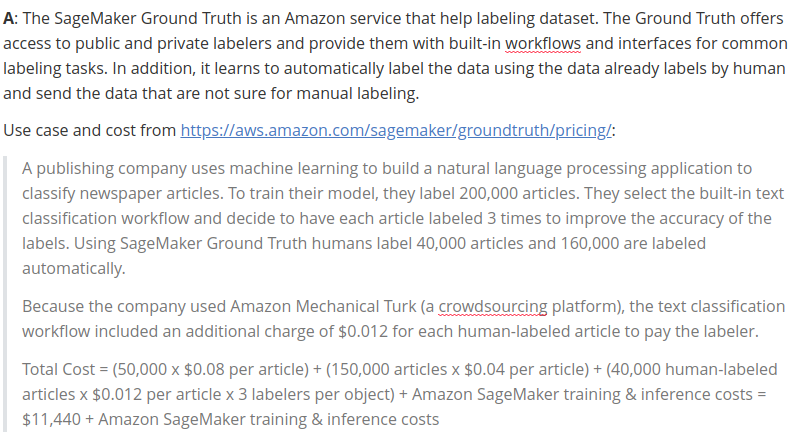 A: The SageMaker Ground Truth is an Amazon service that help labeling dataset. The Ground Truth offers
access to public and private labelers and provide them with built-in workflows and interfaces for common
labeling tasks. In addition, it learns to automatically label the data using the data already labels by human
and send the data that are not sure for manual labeling.
Use case and cost from https://aws.amazon.com/sagemaker/groundtruth/pricing/:
A publishing company uses machine learning to build a natural language processing application to
classify newspaper articles. To train their model, they label 200,000 articles. They select the built-in text
classification workflow and decide to have each article labeled 3 times to improve the accuracy of the
labels. Using SageMaker Ground Truth humans label 40,000 articles and 160,000 are labeled
automatically.
Because the company used Amazon Mechanical Turk (a crowdsourcing platform), the text classification
workflow included an additional charge of $0.012 for each human-labeled article to pay the labeler.
Total Cost = (50,000 x $0.08 per article) + (150,000 articles x $0.04 per article) + (40,000 human-labeled
articles x $0.012 per article x 3 labelers per object) + Amazon SageMaker training & inference costs =
$11,440 + Amazon SageMaker training & inference costs